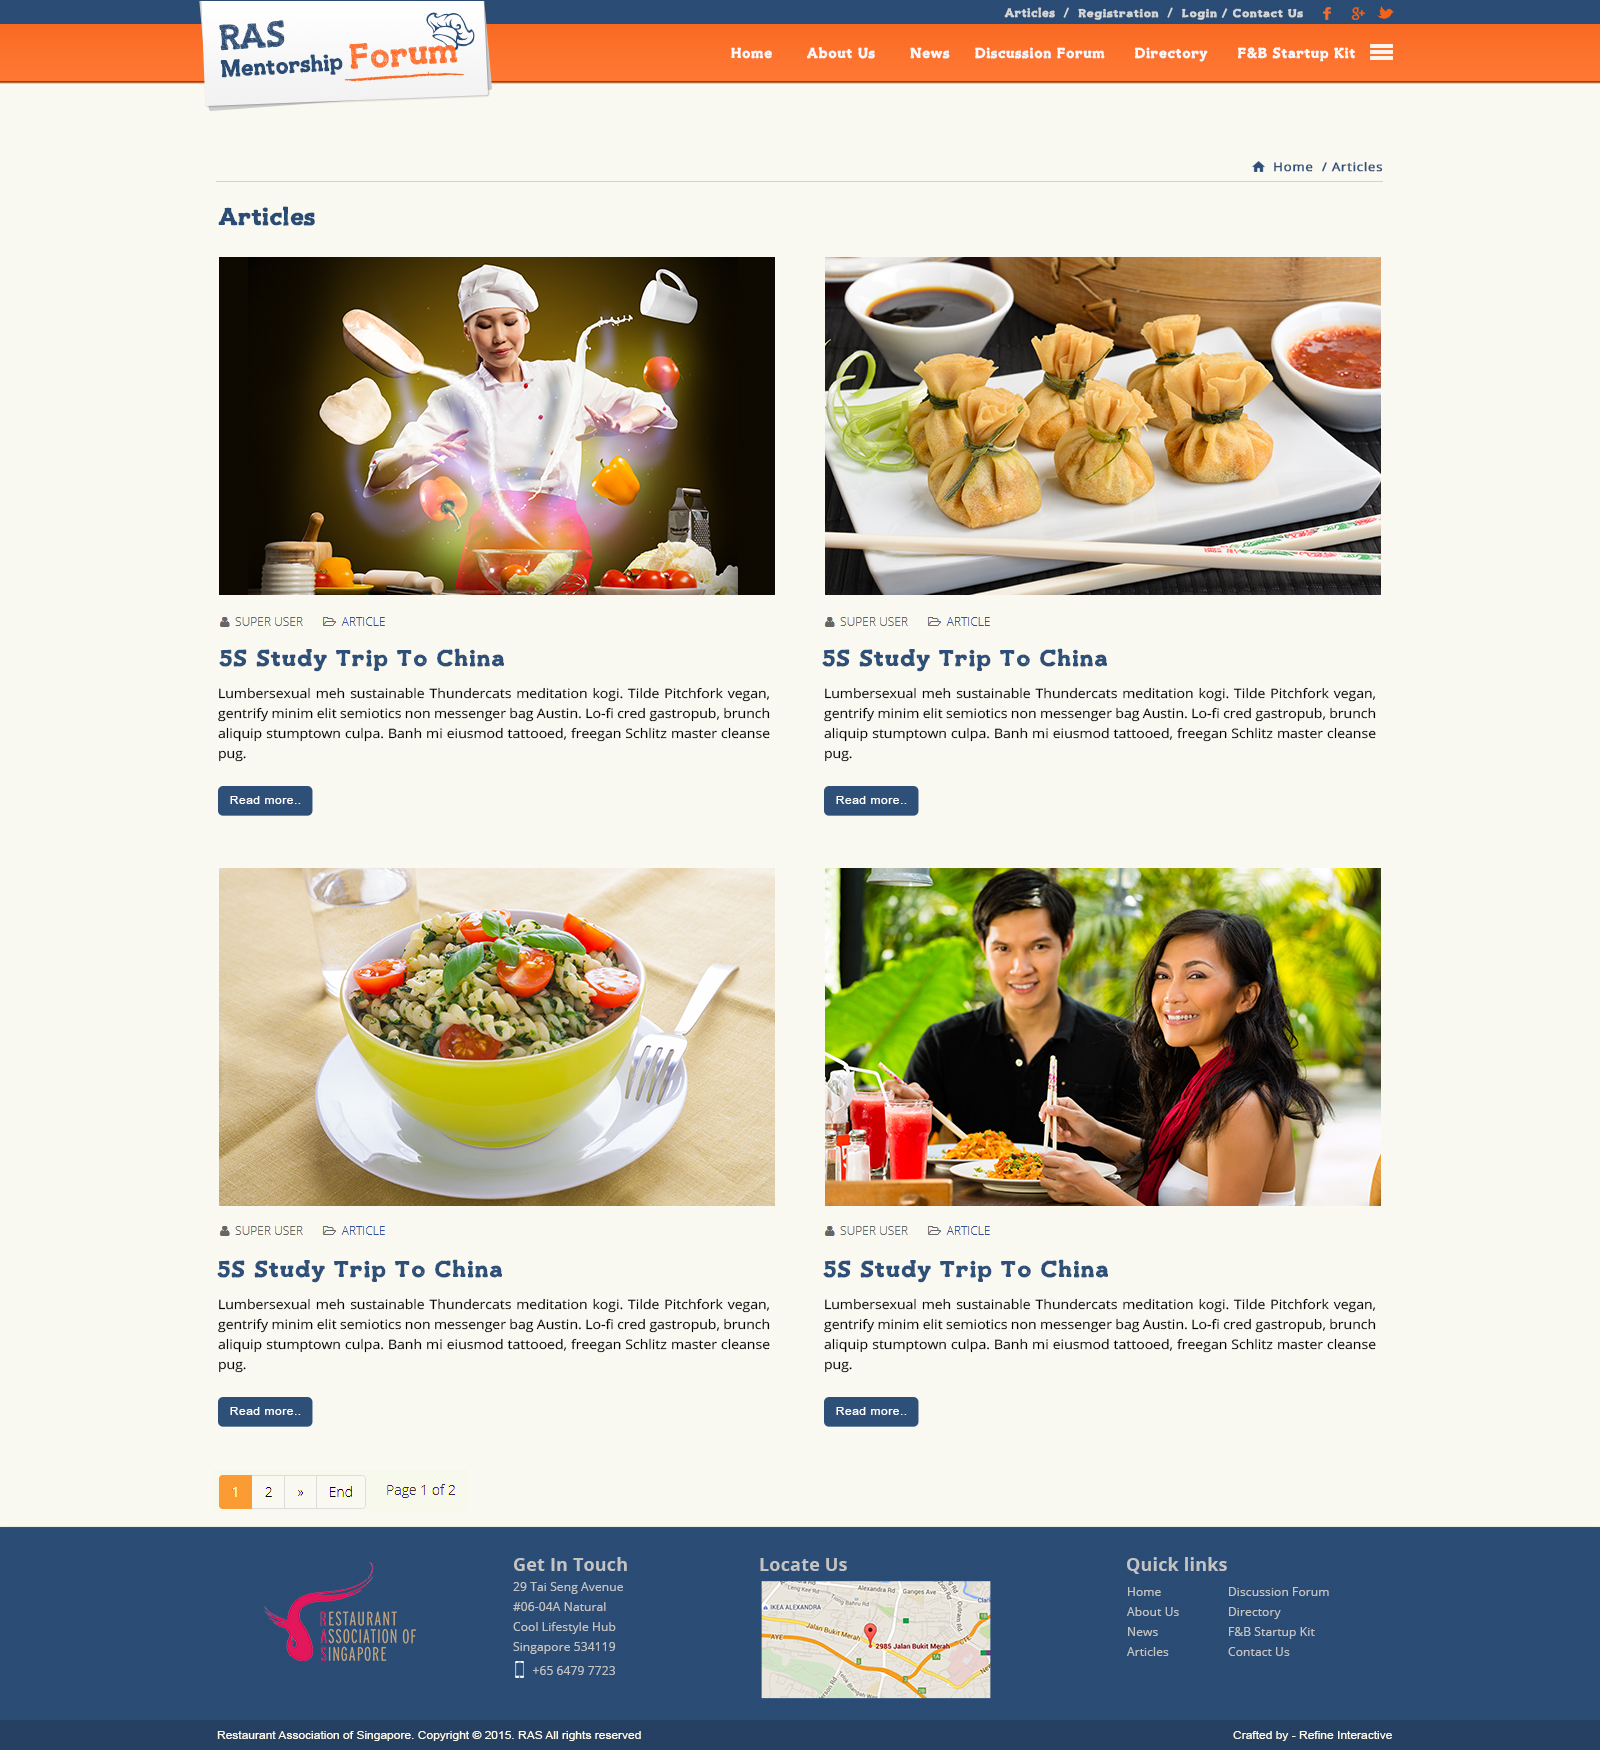 Articles / Registration / Login / Contact Us
RAS
Mentorship Forum
Home About Us News Discussion Forum Directory F&B Startup Kit
Home / Articles
Articles
SUPER USER ARTICLE
5S Study Trip To China
Lumbersexual meh sustainable Thundercats meditation kogi. Tilde Pitchfork vegan,
gentrify minim elit semiotics non messenger bag Austin. Lo-fi cred gastropub, brunch
aliquip stumptown culpa. Banh mi eiusmod tattooed, freegan Schlitz master cleanse
pug.
Read more..
SUPER USER ARTICLE
5S Study Trip To China
Lumbersexual meh sustainable Thundercats meditation kogi. Tilde Pitchfork vegan,
gentrify minim elit semiotics non messenger bag Austin. Lo-fi cred gastropub, brunch
aliquip stumptown culpa. Banh mi eiusmod tattooed, freegan Schlitz master cleanse
pug.
Read more..
SUPER USER ARTICLE
5S Study Trip To China
Lumbersexual meh sustainable Thundercats meditation kogi. Tilde Pitchfork vegan,
gentrify minim elit semiotics non messenger bag Austin. Lo-fi cred gastropub, brunch
aliquip stumptown culpa. Banh mi eiusmod tattooed, freegan Schlitz master cleanse
pug.
Read more..
SUPER USER ARTICLE
5S Study Trip To China
Lumbersexual meh sustainable Thundercats meditation kogi. Tilde Pitchfork vegan,
gentrify minim elit semiotics non messenger bag Austin. Lo-fi cred gastropub, brunch
aliquip stumptown culpa. Banh mi eiusmod tattooed, freegan Schlitz master cleanse
pug.
Read more..
1 2 » End Page 1 of 2
RESTAURANT
ASSOCIATION OF
SINGAPORE
Get In Touch
29 Tai Seng Avenue
#06-04A Natural
Cool Lifestyle Hub
Singapore 534119
+65 6479 7723
Locate Us
Alexandra Rd
Ganges Ave
IKEA ALEXANDRA
Jalan Bukit Merah
AYE
2985 Jalan Bukit Merah
CTE
Quick links
Home Discussion Forum
About Us Directory
News F&B Startup Kit
Articles Contact Us
Restaurant Association of Singapore. Copyright © 2015. RAS All rights reserved
Crafted by - Refine Interactive